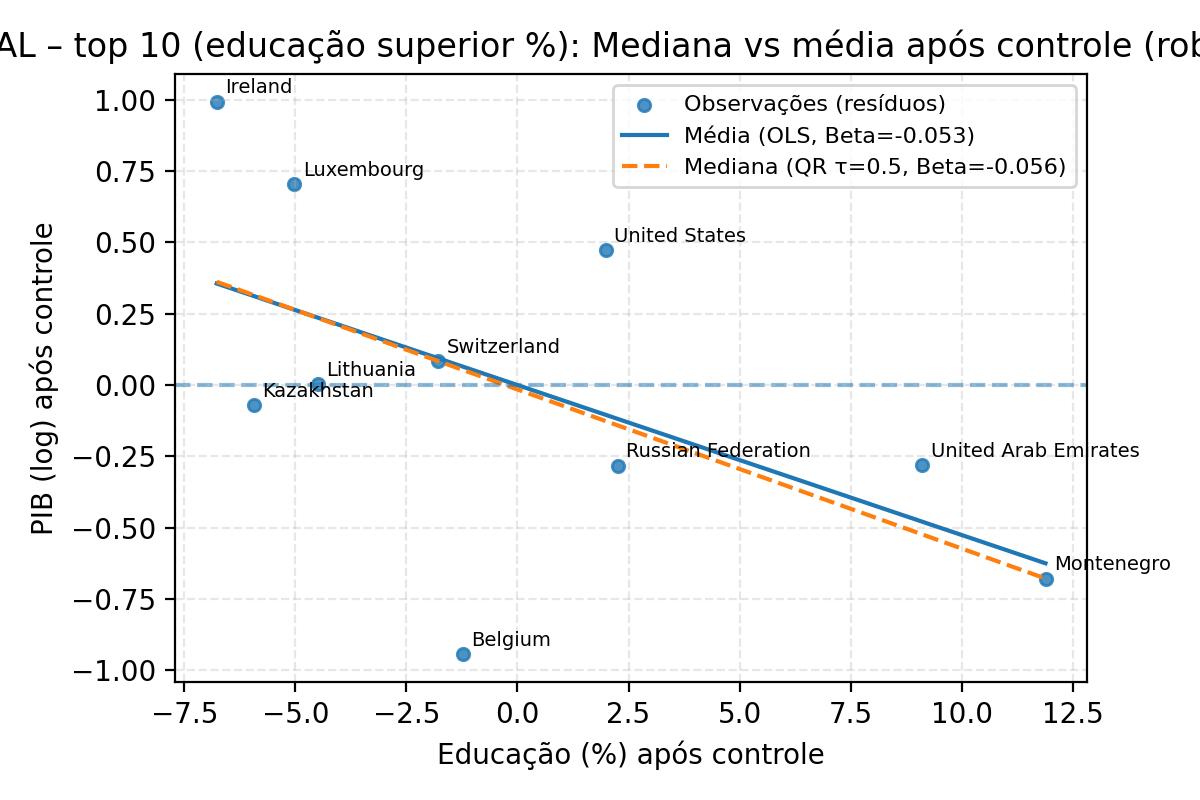 AL – top 10 (educação superior %): Mediana vs média após controle (rob
Ireland
Luxembourg
United States
Switzerland
Lithuania
Kazakhstan
Russian Federation
United Arab Emirates
Montenegro
Belgium
Observações (resíduos)
Média (OLS, Beta=-0.053)
Mediana (QR τ=0.5, Beta=-0.056)
PIB (log) após controle
1.00
0.75
0.50
0.25
0.00
−0.25
−0.50
−0.75
−1.00
−7.5 −5.0 −2.5 0.0 2.5 5.0 7.5 10.0 12.5
Educação (%) após controle